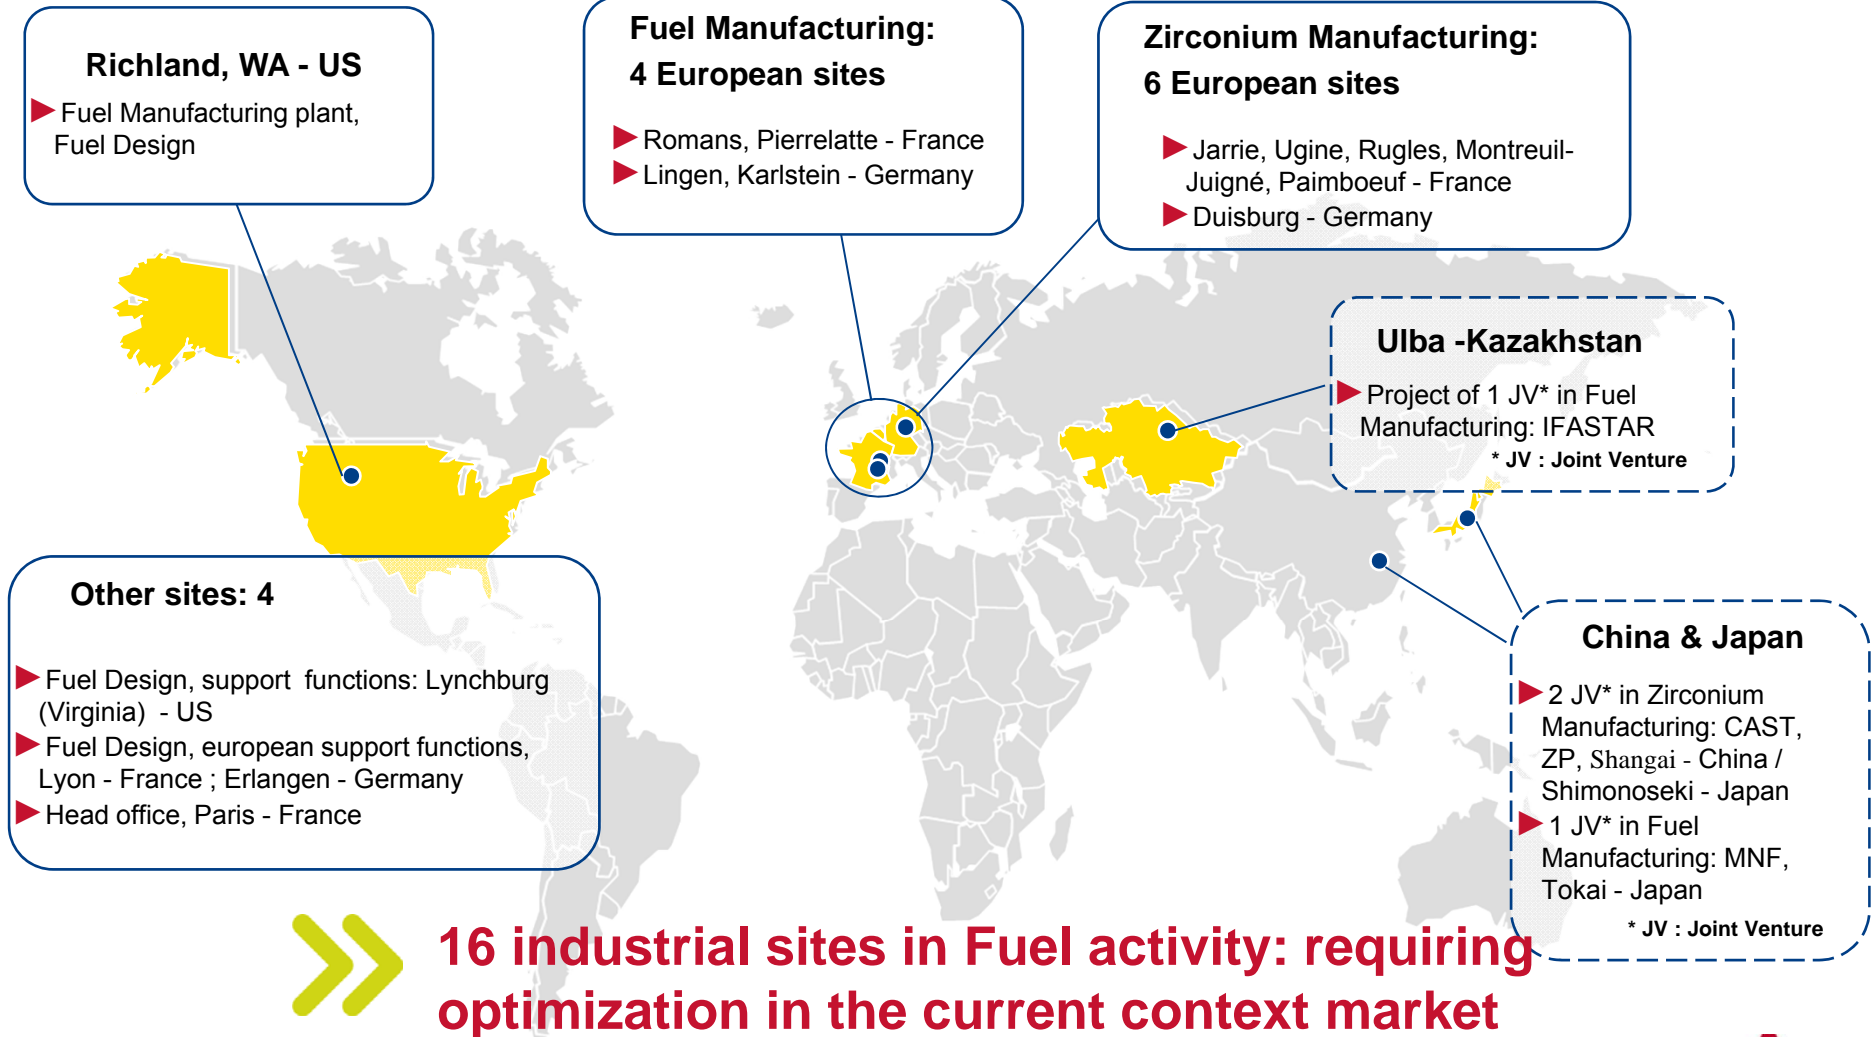 Richland, WA - US
Fuel Manufacturing plant,
Fuel Design
Fuel Manufacturing:
4 European sites
Romans, Pierrelatte - France
Lingen, Karlstein - Germany
Zirconium Manufacturing:
6 European sites
Jarrie, Ugine, Rugles, Montreuil-
Juigné, Paimboeuf - France
Duisburg - Germany
Ulba -Kazakhstan
Project of 1 JV* in Fuel
Manufacturing: IFASTAR
* JV : Joint Venture
Other sites: 4
Fuel Design, support functions: Lynchburg
(Virginia) - US
Fuel Design, european support functions,
Lyon - France ; Erlangen - Germany
Head office, Paris - France
China & Japan
2 JV* in Zirconium
Manufacturing: CAST,
ZP, Shangai - China /
Shimonoseki - Japan
1 JV* in Fuel
Manufacturing: MNF,
Tokai - Japan
* JV : Joint Venture
16 industrial sites in Fuel activity: requiring
optimization in the current context market